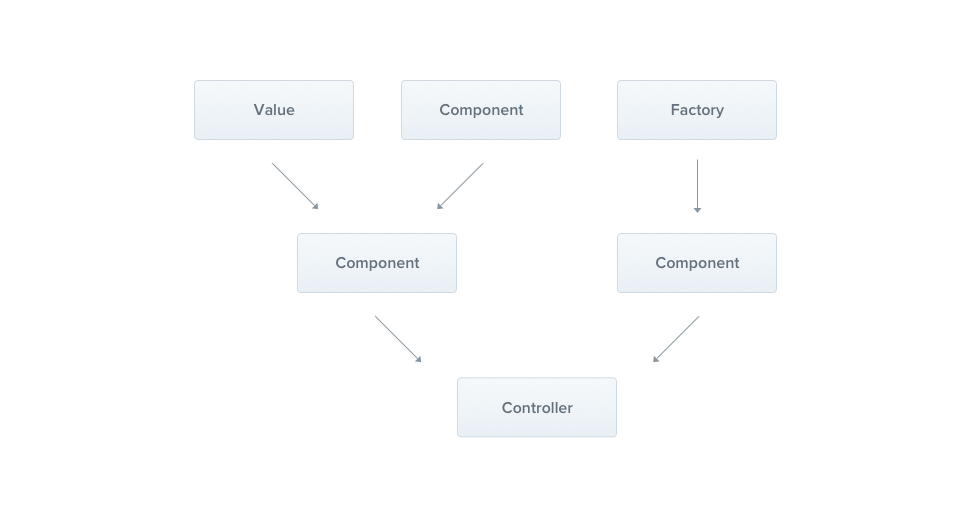 Value
Component
Factory
Component
Component
Controller